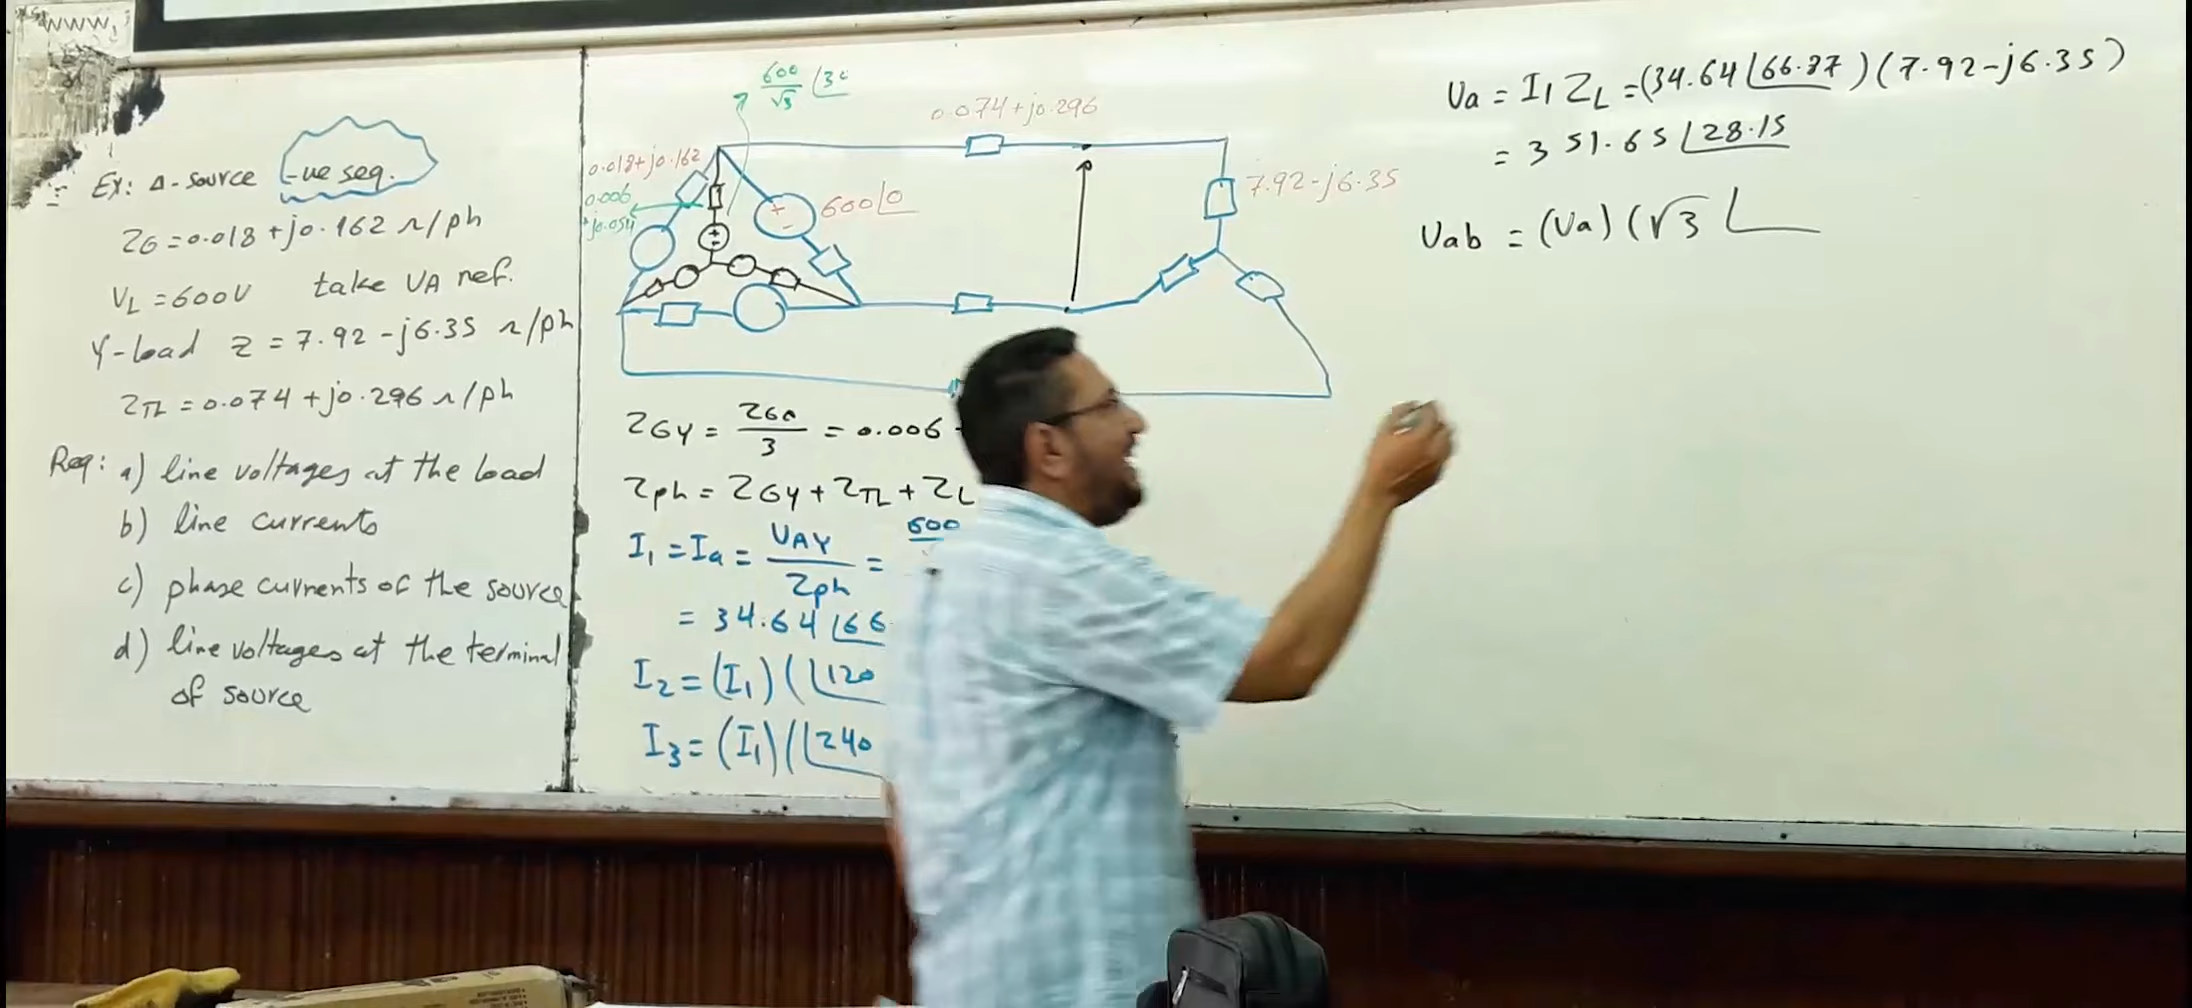 www.
Ex: Δ-source -ve seq.
ZG = 0.018 + j0.162 Ω/ph
VL = 600V take VA ref.
Y-load Z = 7.92 - j6.35 Ω/ph
ZTL = 0.074 + j0.296 Ω/ph
Req: a) line voltages at the load
b) line currents
c) phase currents of the source
d) line voltages at the terminal
of source
600/√3 ∠30
0.074 + j0.296
0.018 + j0.162
0.006
+j0.054
600∠0
7.92 - j6.35
ZGY = ZGΔ/3 = 0.006
Zph = ZGY + ZTL + ZL
I1 = Ia = VAY/Zph = 600
= 34.64 ∠66
I2 = (I1)(∠120
I3 = (I1)(∠240
Va = I1 ZL = (34.64 ∠66.87)(7.92 - j6.35)
= 351.65 ∠28.15
Vab = (Va)(√3 ∠